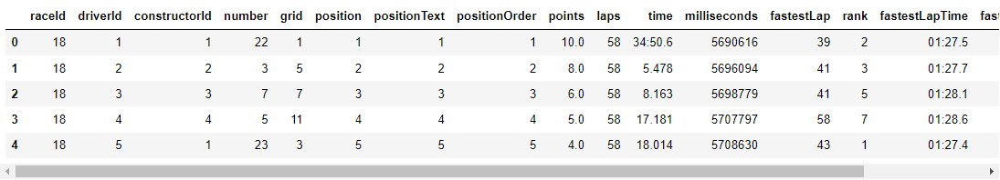 raceId driverId constructorId number grid position positionText positionOrder points laps time milliseconds fastestLap rank fastestLapTime fast
0 18 1 1 22 1 1 1 1 10.0 58 34:50.6 5690616 39 2 01:27.5
1 18 2 2 3 5 2 2 2 8.0 58 5.478 5696094 41 3 01:27.7
2 18 3 3 7 7 3 3 3 6.0 58 8.163 5698779 41 5 01:28.1
3 18 4 4 5 11 4 4 4 5.0 58 17.181 5707797 58 7 01:28.6
4 18 5 1 23 3 5 5 5 4.0 58 18.014 5708630 43 1 01:27.4